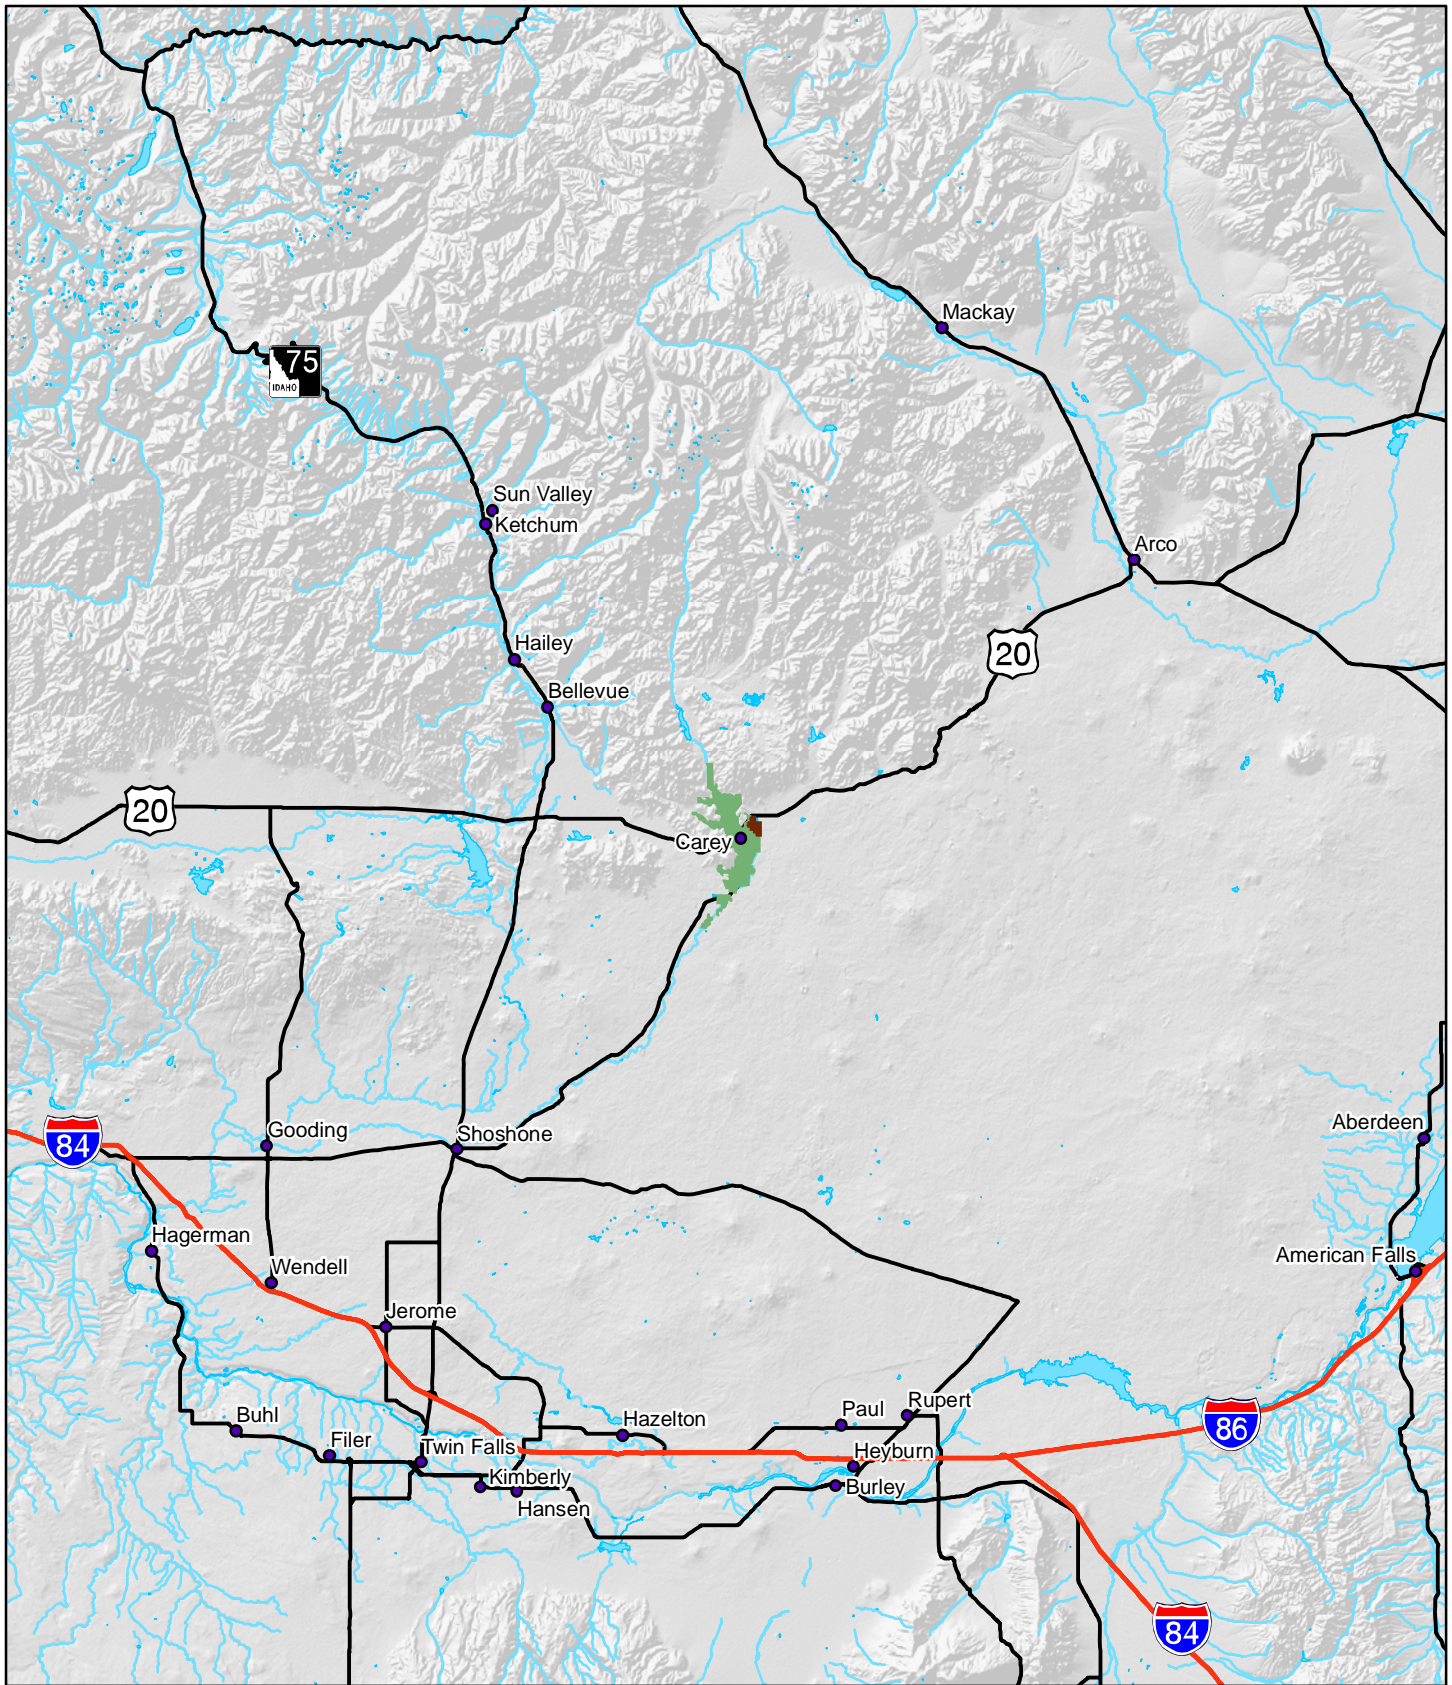 Mackay
75
IDAHO
Sun Valley
Ketchum
Arco
Hailey
20
Bellevue
20
Carey
Aberdeen
Gooding
Shoshone
84
Hagerman
American Falls
Wendell
Jerome
Rupert
Paul
Buhl
Hazelton
86
Filer
Twin Falls
Heyburn
Kimberly
Burley
Hansen
84